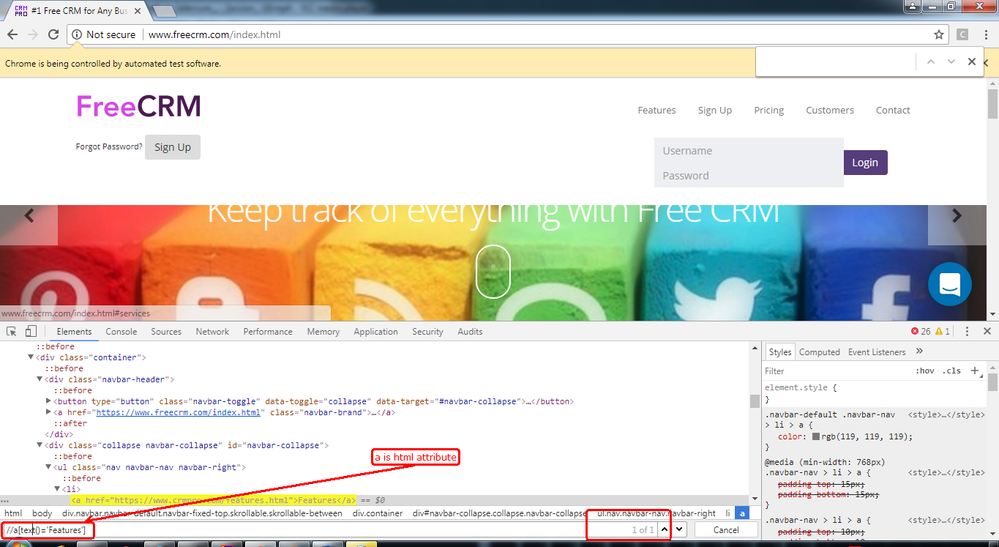 CRM PRO #1 Free CRM for Any Bus
Not secure www.freecrm.com/index.html C
Chrome is being controlled by automated test software.
FreeCRM
Features Sign Up Pricing Customers Contact
Forgot Password? Sign Up
Username
Login
Password
Keep track of everything with Free CRM
www.freecrm.com/index.html#services
Elements Console Sources Network Performance Memory Application Security Audits 26 1
::before
<div class="container">
::before
<div class="navbar-header">
::before
<button type="button" class="navbar-toggle" data-toggle="collapse" data-target="#navbar-collapse">…</button>
<a href="https://www.freecrm.com/index.html" class="navbar-brand">…</a>
::after
</div>
<div class="collapse navbar-collapse" id="navbar-collapse">
::before
<ul class="nav navbar-nav navbar-right">
::before
<li>
... <a href="https://www.crmpro.com/features.html">Features</a> == $0
a is html attribute
html body div.navbar.navbar-default.navbar-fixed-top.skrollable.skrollable-between div.container div#navbar-collapse.collapse.navbar-collapse ul.nav.navbar-nav.navbar-right li a
//a[text()='Features'] 1 of 1 Cancel
Styles Computed Event Listeners »
Filter :hov .cls +
element.style {
}
.navbar-default .navbar-nav <style>…</style>
> li > a {
color: rgb(119, 119, 119);
}
@media (min-width: 768px)
.navbar-nav > li > a { <style>…</style>
padding-top: 15px;
padding-bottom: 15px;
}
.navbar-nav > li > a { <style>…</style>
padding-top: 10px;